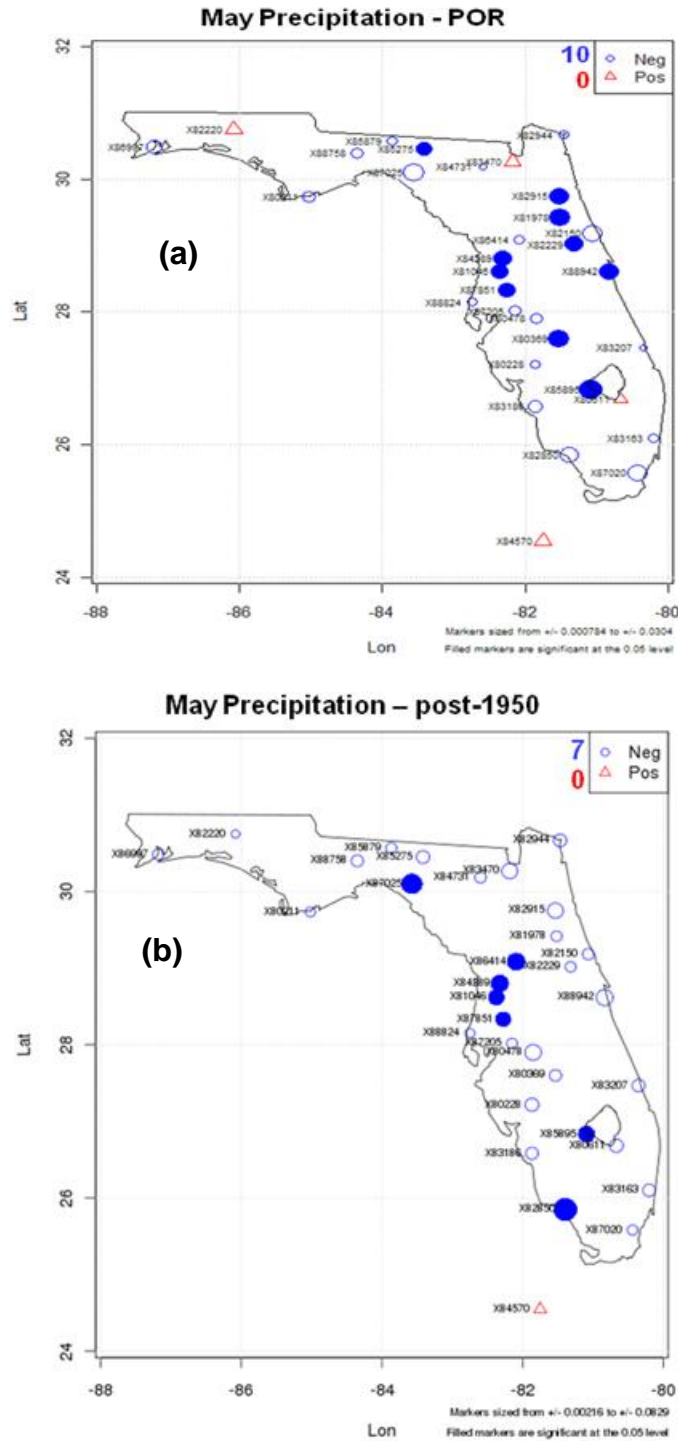 May Precipitation - POR
10 Neg
0 Pos
32
30
28
26
24
Lat
(a)
X82220
X85879
X85275
X88758
X87025
X84731
X83470
X82944
X82915
X81978
X82150
X82229
X86414
X81046
X87851
X88942
X88824
X80478
X80369
X83207
X80228
X85895
X83186
X83163
X82850
X87020
X84570
-88
-86
-84
-82
-80
Lon
Markers sized from +/- 0.000784 to +/- 0.0304
Filled markers are significant at the 0.05 level
May Precipitation – post-1950
7 Neg
0 Pos
32
30
28
26
24
Lat
(b)
X82220
X86997
X85879
X85275
X88758
X87025
X84731
X83470
X82944
X80211
X82915
X81978
X82150
X82229
X86414
X81046
X87851
X88942
X88824
X87205
X80478
X80369
X83207
X80228
X85895
X80611
X83186
X83163
X82850
X87020
X84570
-88
-86
-84
-82
-80
Lon
Markers sized from +/- 0.00216 to +/- 0.0829
Filled markers are significant at the 0.05 level